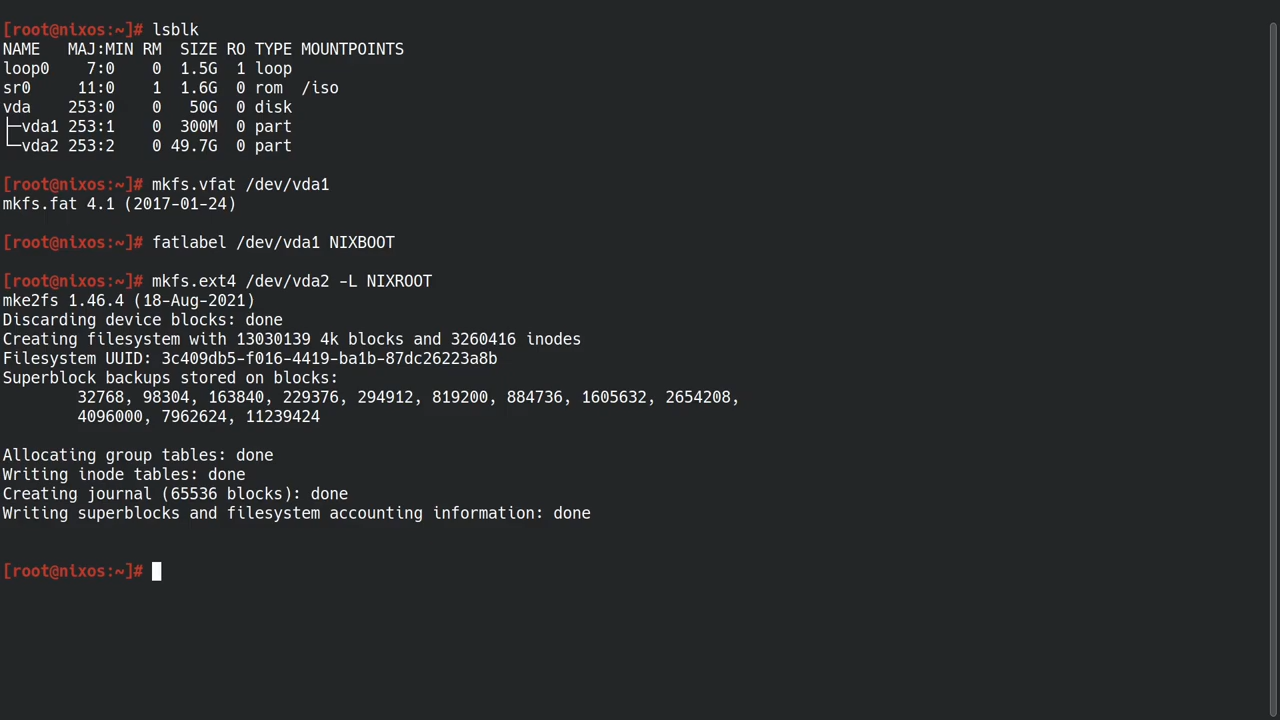 [root@nixos:~]# lsblk
NAME   MAJ:MIN RM  SIZE RO TYPE MOUNTPOINTS
loop0    7:0    0  1.5G  1 loop
sr0     11:0    1  1.6G  0 rom  /iso
vda    253:0    0   50G  0 disk
├─vda1 253:1    0  300M  0 part
└─vda2 253:2    0 49.7G  0 part
[root@nixos:~]# mkfs.vfat /dev/vda1
mkfs.fat 4.1 (2017-01-24)
[root@nixos:~]# fatlabel /dev/vda1 NIXBOOT
[root@nixos:~]# mkfs.ext4 /dev/vda2 -L NIXROOT
mke2fs 1.46.4 (18-Aug-2021)
Discarding device blocks: done
Creating filesystem with 13030139 4k blocks and 3260416 inodes
Filesystem UUID: 3c409db5-f016-4419-ba1b-87dc26223a8b
Superblock backups stored on blocks:
        32768, 98304, 163840, 229376, 294912, 819200, 884736, 1605632, 2654208,
        4096000, 7962624, 11239424
Allocating group tables: done
Writing inode tables: done
Creating journal (65536 blocks): done
Writing superblocks and filesystem accounting information: done
[root@nixos:~]#